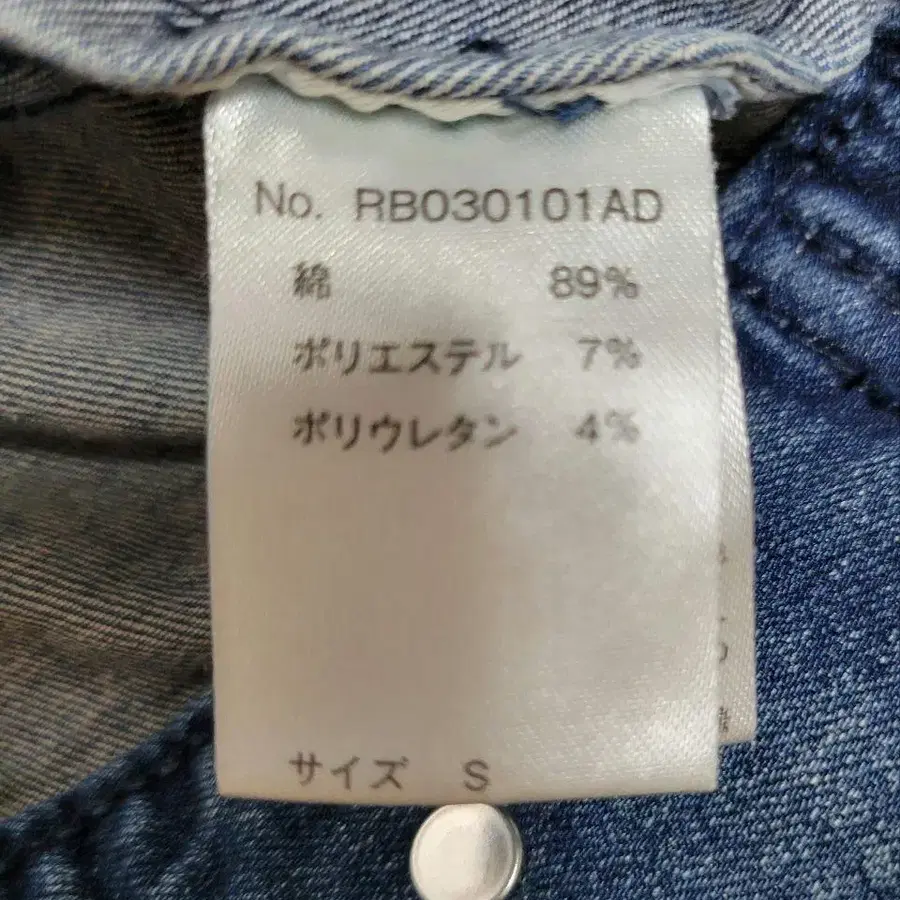 No. RB030101AD
綿 89%
ポリエステル 7%
ポリウレタン 4%
サイズ S